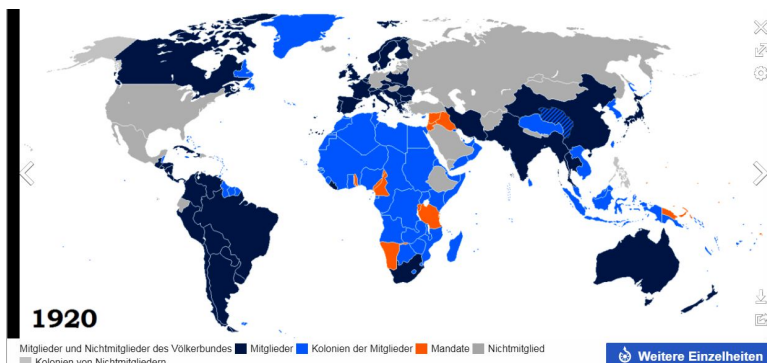 1920
Mitglieder und Nichtmitglieder des Völkerbundes Mitglieder Kolonien der Mitglieder Mandate Nichtmitglied
Kolonien von Nichtmitgliedern
Weitere Einzelheiten